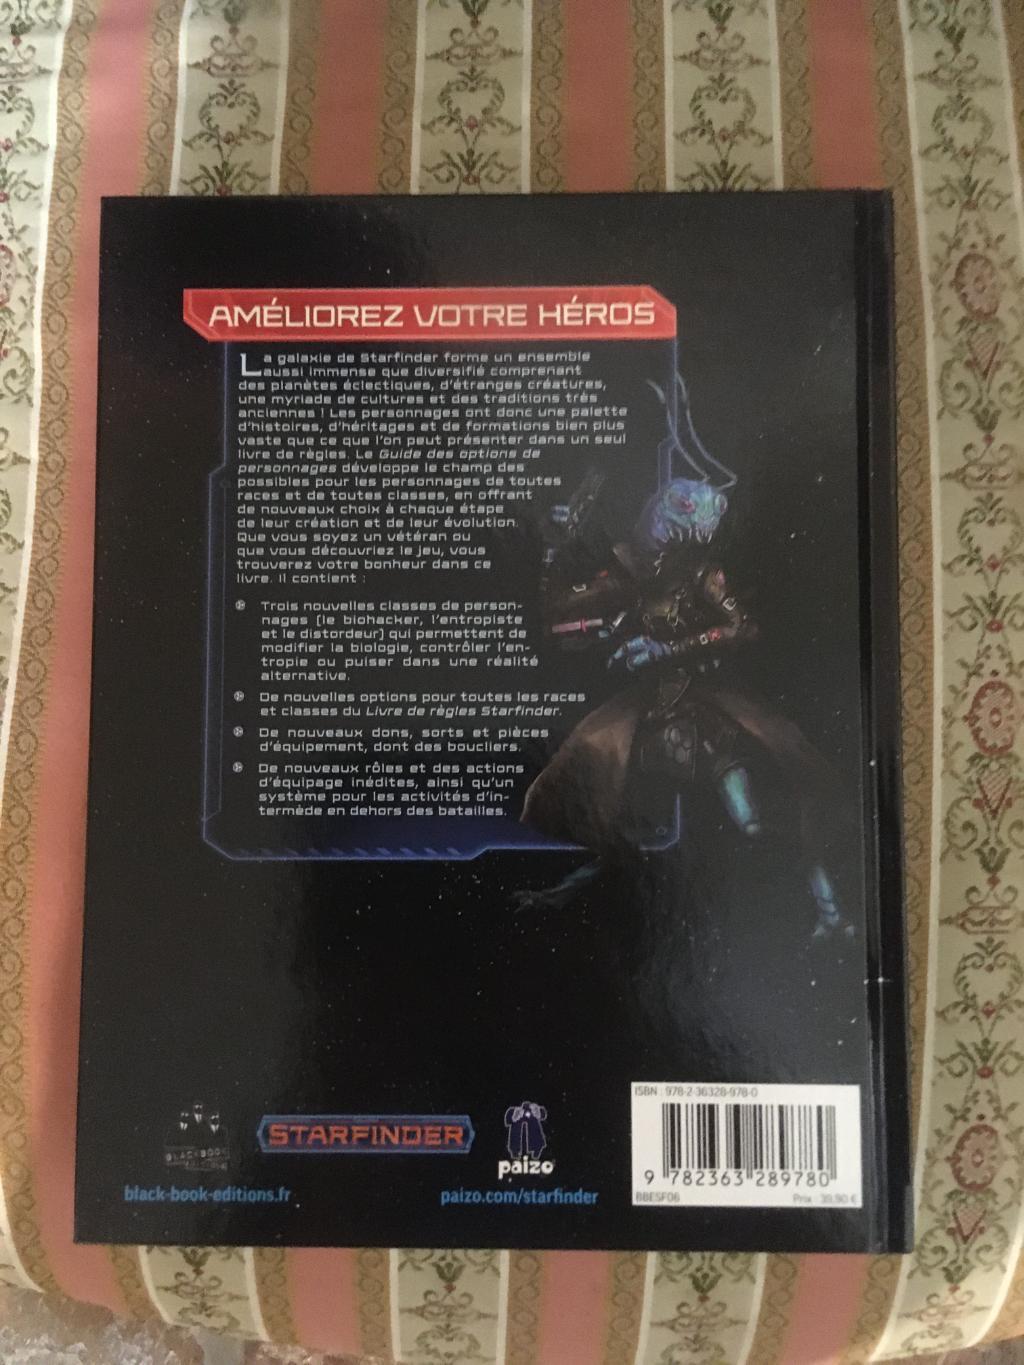 AMÉLIOREZ VOTRE HÉROS
La galaxie de Starfinder forme un ensemble
aussi immense que diversifié comprenant
des planètes éclectiques, d'étranges créatures,
une myriade de cultures et des traditions très
anciennes ! Les personnages ont donc une palette
d'histoires, d'héritages et de formations bien plus
vaste que ce que l'on peut présenter dans un seul
livre de règles. Le Guide des options de
personnages développe le champ des
possibles pour les personnages de toutes
races et de toutes classes, en offrant
de nouveaux choix à chaque étape
de leur création et de leur évolution.
Que vous soyez un vétéran ou
que vous découvriez le jeu, vous
trouverez votre bonheur dans ce
livre. Il contient :
Trois nouvelles classes de person-
nages (le biohacker, l'entropiste
et le distordeur) qui permettent de
modifier la biologie, contrôler l'en-
tropie ou puiser dans une réalité
alternative.
De nouvelles options pour toutes les races
et classes du Livre de règles Starfinder.
De nouveaux dons, sorts et pièces
d'équipement, dont des boucliers.
De nouveaux rôles et des actions
d'équipage inédites, ainsi qu'un
système pour les activités d'in-
termède en dehors des batailles.
ISBN : 978-2-36328-978-0
BLACKBOOK
STARFINDER
paizo
9 782363 289780
black-book-editions.fr
paizo.com/starfinder
BBESF06
Prix : 39,90 €